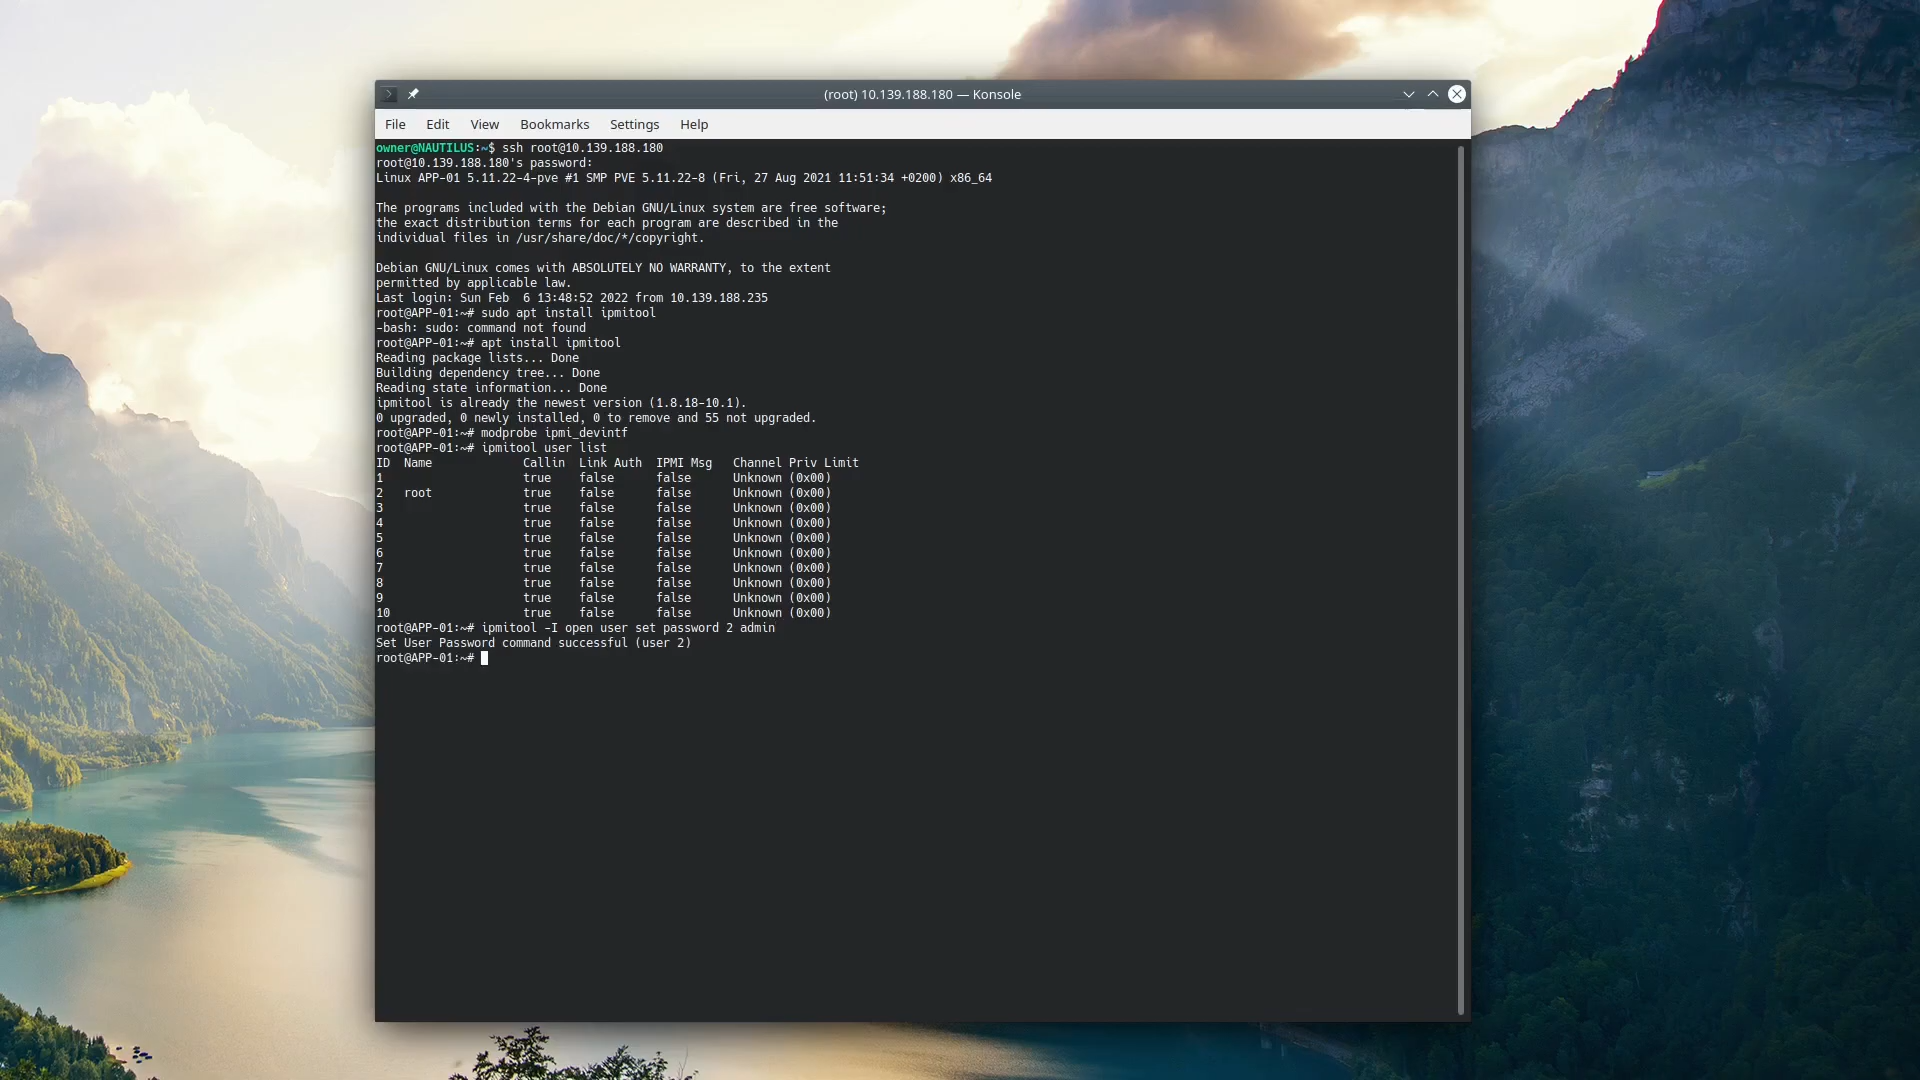 (root) 10.139.188.180 — Konsole
File Edit View Bookmarks Settings Help
owner@NAUTILUS:~$ ssh root@10.139.188.180
root@10.139.188.180's password:
Linux APP-01 5.11.22-4-pve #1 SMP PVE 5.11.22-8 (Fri, 27 Aug 2021 11:51:34 +0200) x86_64

The programs included with the Debian GNU/Linux system are free software;
the exact distribution terms for each program are described in the
individual files in /usr/share/doc/*/copyright.

Debian GNU/Linux comes with ABSOLUTELY NO WARRANTY, to the extent
permitted by applicable law.
Last login: Sun Feb  6 13:48:52 2022 from 10.139.188.235
root@APP-01:~# sudo apt install ipmitool
-bash: sudo: command not found
root@APP-01:~# apt install ipmitool
Reading package lists... Done
Building dependency tree... Done
Reading state information... Done
ipmitool is already the newest version (1.8.18-10.1).
0 upgraded, 0 newly installed, 0 to remove and 55 not upgraded.
root@APP-01:~# modprobe ipmi_devintf
root@APP-01:~# ipmitool user list
ID  Name             Callin  Link Auth  IPMI Msg   Channel Priv Limit
1                    true    false      false      Unknown (0x00)
2   root             true    false      false      Unknown (0x00)
3                    true    false      false      Unknown (0x00)
4                    true    false      false      Unknown (0x00)
5                    true    false      false      Unknown (0x00)
6                    true    false      false      Unknown (0x00)
7                    true    false      false      Unknown (0x00)
8                    true    false      false      Unknown (0x00)
9                    true    false      false      Unknown (0x00)
10                   true    false      false      Unknown (0x00)
root@APP-01:~# ipmitool -I open user set password 2 admin
Set User Password command successful (user 2)
root@APP-01:~#